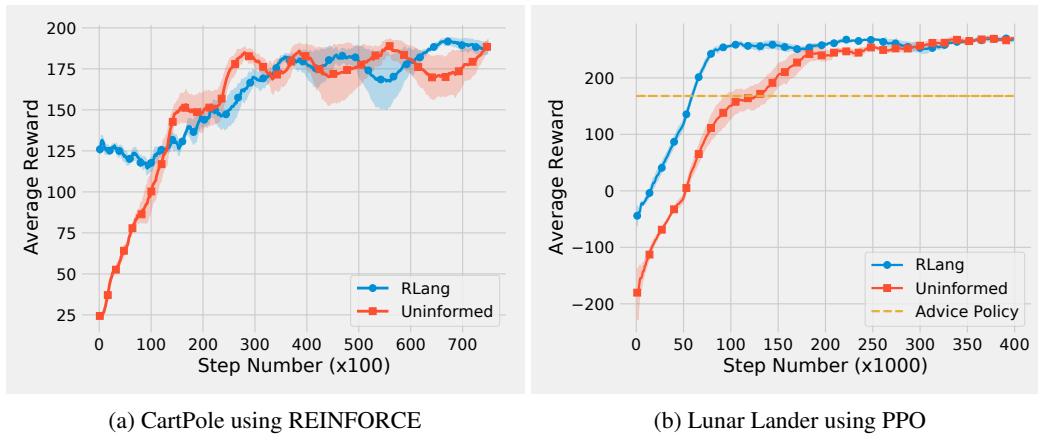 200
175
150
125
100
75
50
25
Average Reward
RLang
Uninformed
0 100 200 300 400 500 600 700
Step Number (x100)
(a) CartPole using REINFORCE
200
100
0
−100
−200
Average Reward
RLang
Uninformed
Advice Policy
0 50 100 150 200 250 300 350 400
Step Number (x1000)
(b) Lunar Lander using PPO